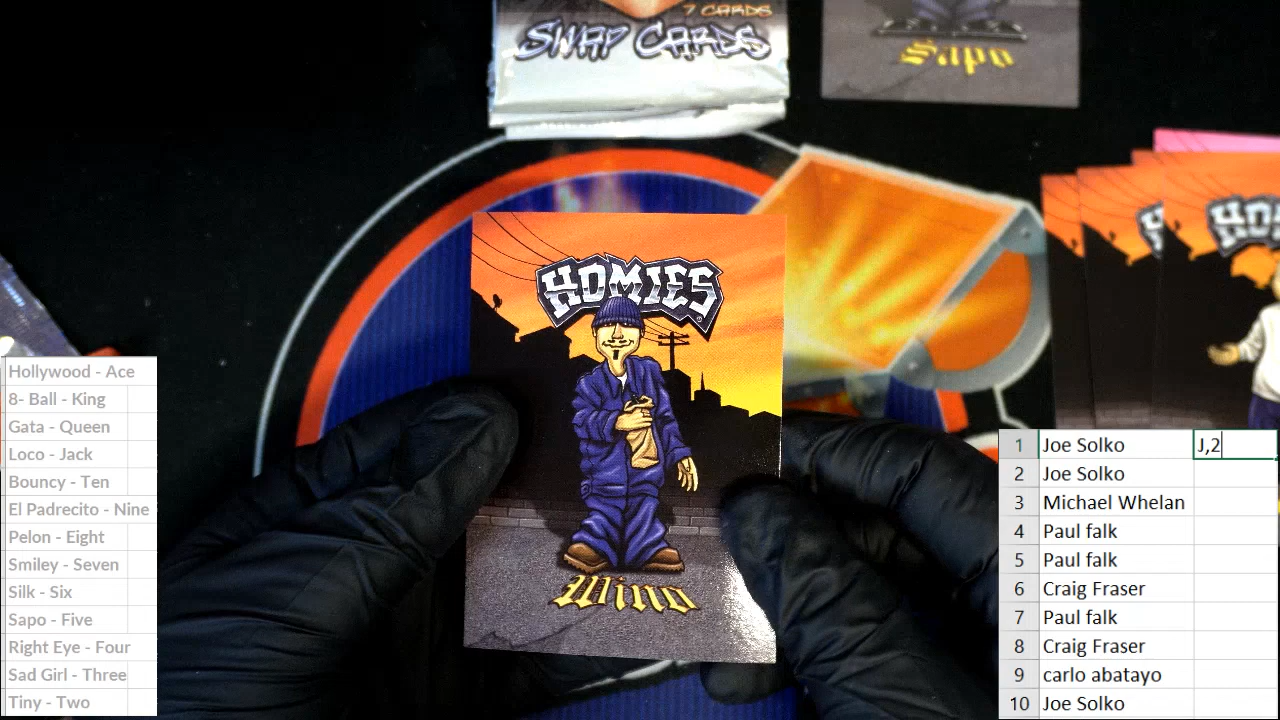 7 CARDS
SWAP CARDS
Sapo
HOMIES
Wino
Hollywood - Ace
8- Ball - King
Gata - Queen
Loco - Jack
Bouncy - Ten
El Padrecito - Nine
Pelon - Eight
Smiley - Seven
Silk - Six
Sapo - Five
Right Eye - Four
Sad Girl - Three
Tiny - Two
1 Joe Solko J,2
2 Joe Solko
3 Michael Whelan
4 Paul falk
5 Paul falk
6 Craig Fraser
7 Paul falk
8 Craig Fraser
9 carlo abatayo
10 Joe Solko